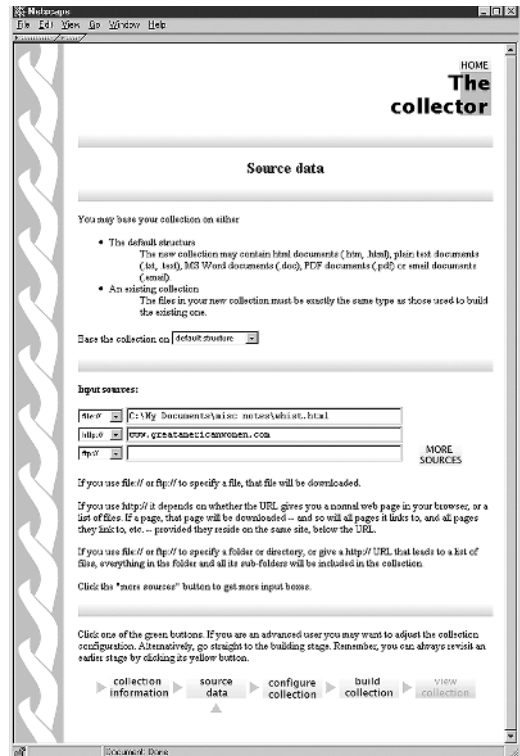 Netscape
File Edit View Go Window Help
HOME
The
collector
Source data
You may base your collection on either
• The default structure
The new collection may contain html documents (.htm, .html), plain text documents
(.txt, .text), MS Word documents (.doc), PDF documents (.pdf) or email documents
(.email).
• An existing collection
The files in your new collection must be exactly the same type as those used to build
the existing one.
Base the collection on default structure
Input sources:
file:// C:\My Documents\misc notes\whist.html
http:// www.greatamericanwomen.com
ftp://
MORE
SOURCES
If you use file:// or ftp:// to specify a file, that file will be downloaded.
If you use http:// it depends on whether the URL gives you a normal web page in your browser, or a
list of files. If a page, that page will be downloaded -- and so will all pages it links to, and all pages
they link to, etc. -- provided they reside on the same site, below the URL.
If you use file:// or ftp:// to specify a folder or directory, or give a http:// URL that leads to a list of
files, everything in the folder and all its sub-folders will be included in the collection.
Click the "more sources" button to get more input boxes.
Click one of the green buttons. If you are an advanced user you may want to adjust the collection
configuration. Alternatively, go straight to the building stage. Remember, you can always revisit an
earlier stage by clicking its yellow button.
collection information
source data
configure collection
build collection
view collection
Document: Done